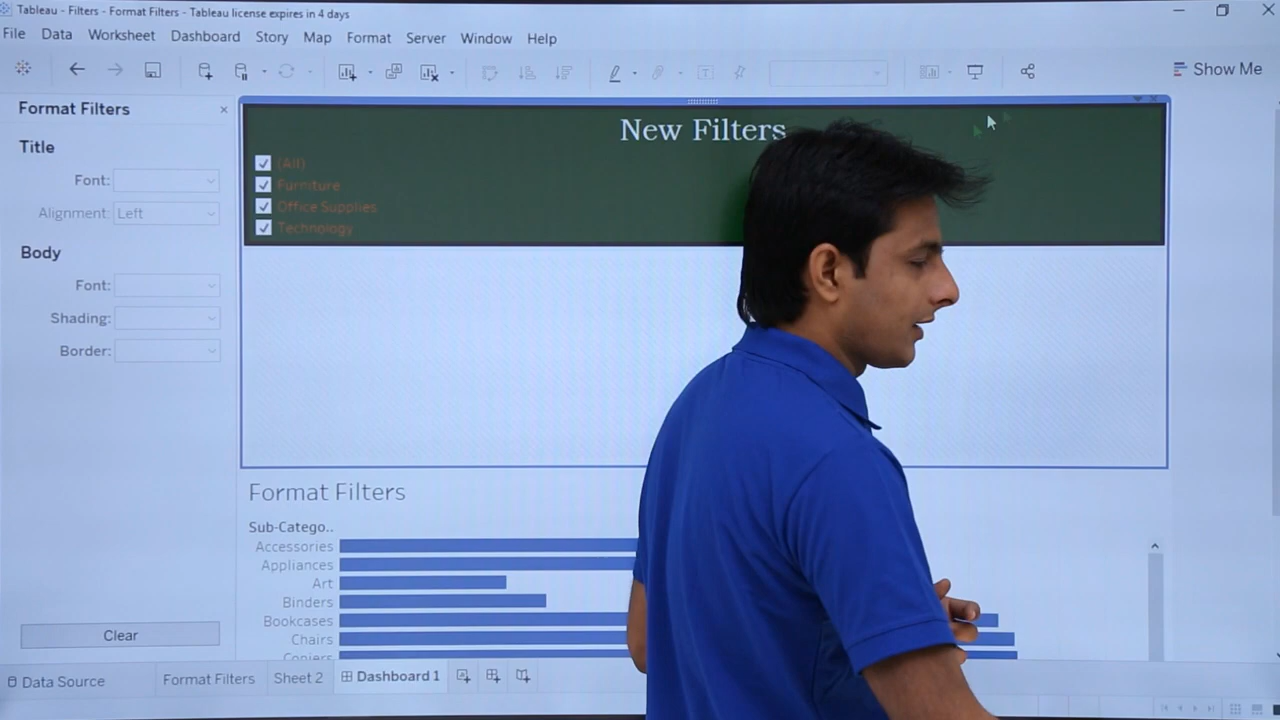 Tableau - Filters - Format Filters - Tableau license expires in 4 days
File Data Worksheet Dashboard Story Map Format Server Window Help
Show Me
Format Filters
Title
Font:
Alignment: Left
Body
Font:
Shading:
Border:
Clear
New Filters
(All)
Furniture
Office Supplies
Technology
Format Filters
Sub-Catego..
Accessories
Appliances
Art
Binders
Bookcases
Chairs
Copiers
Data Source Format Filters Sheet 2 Dashboard 1